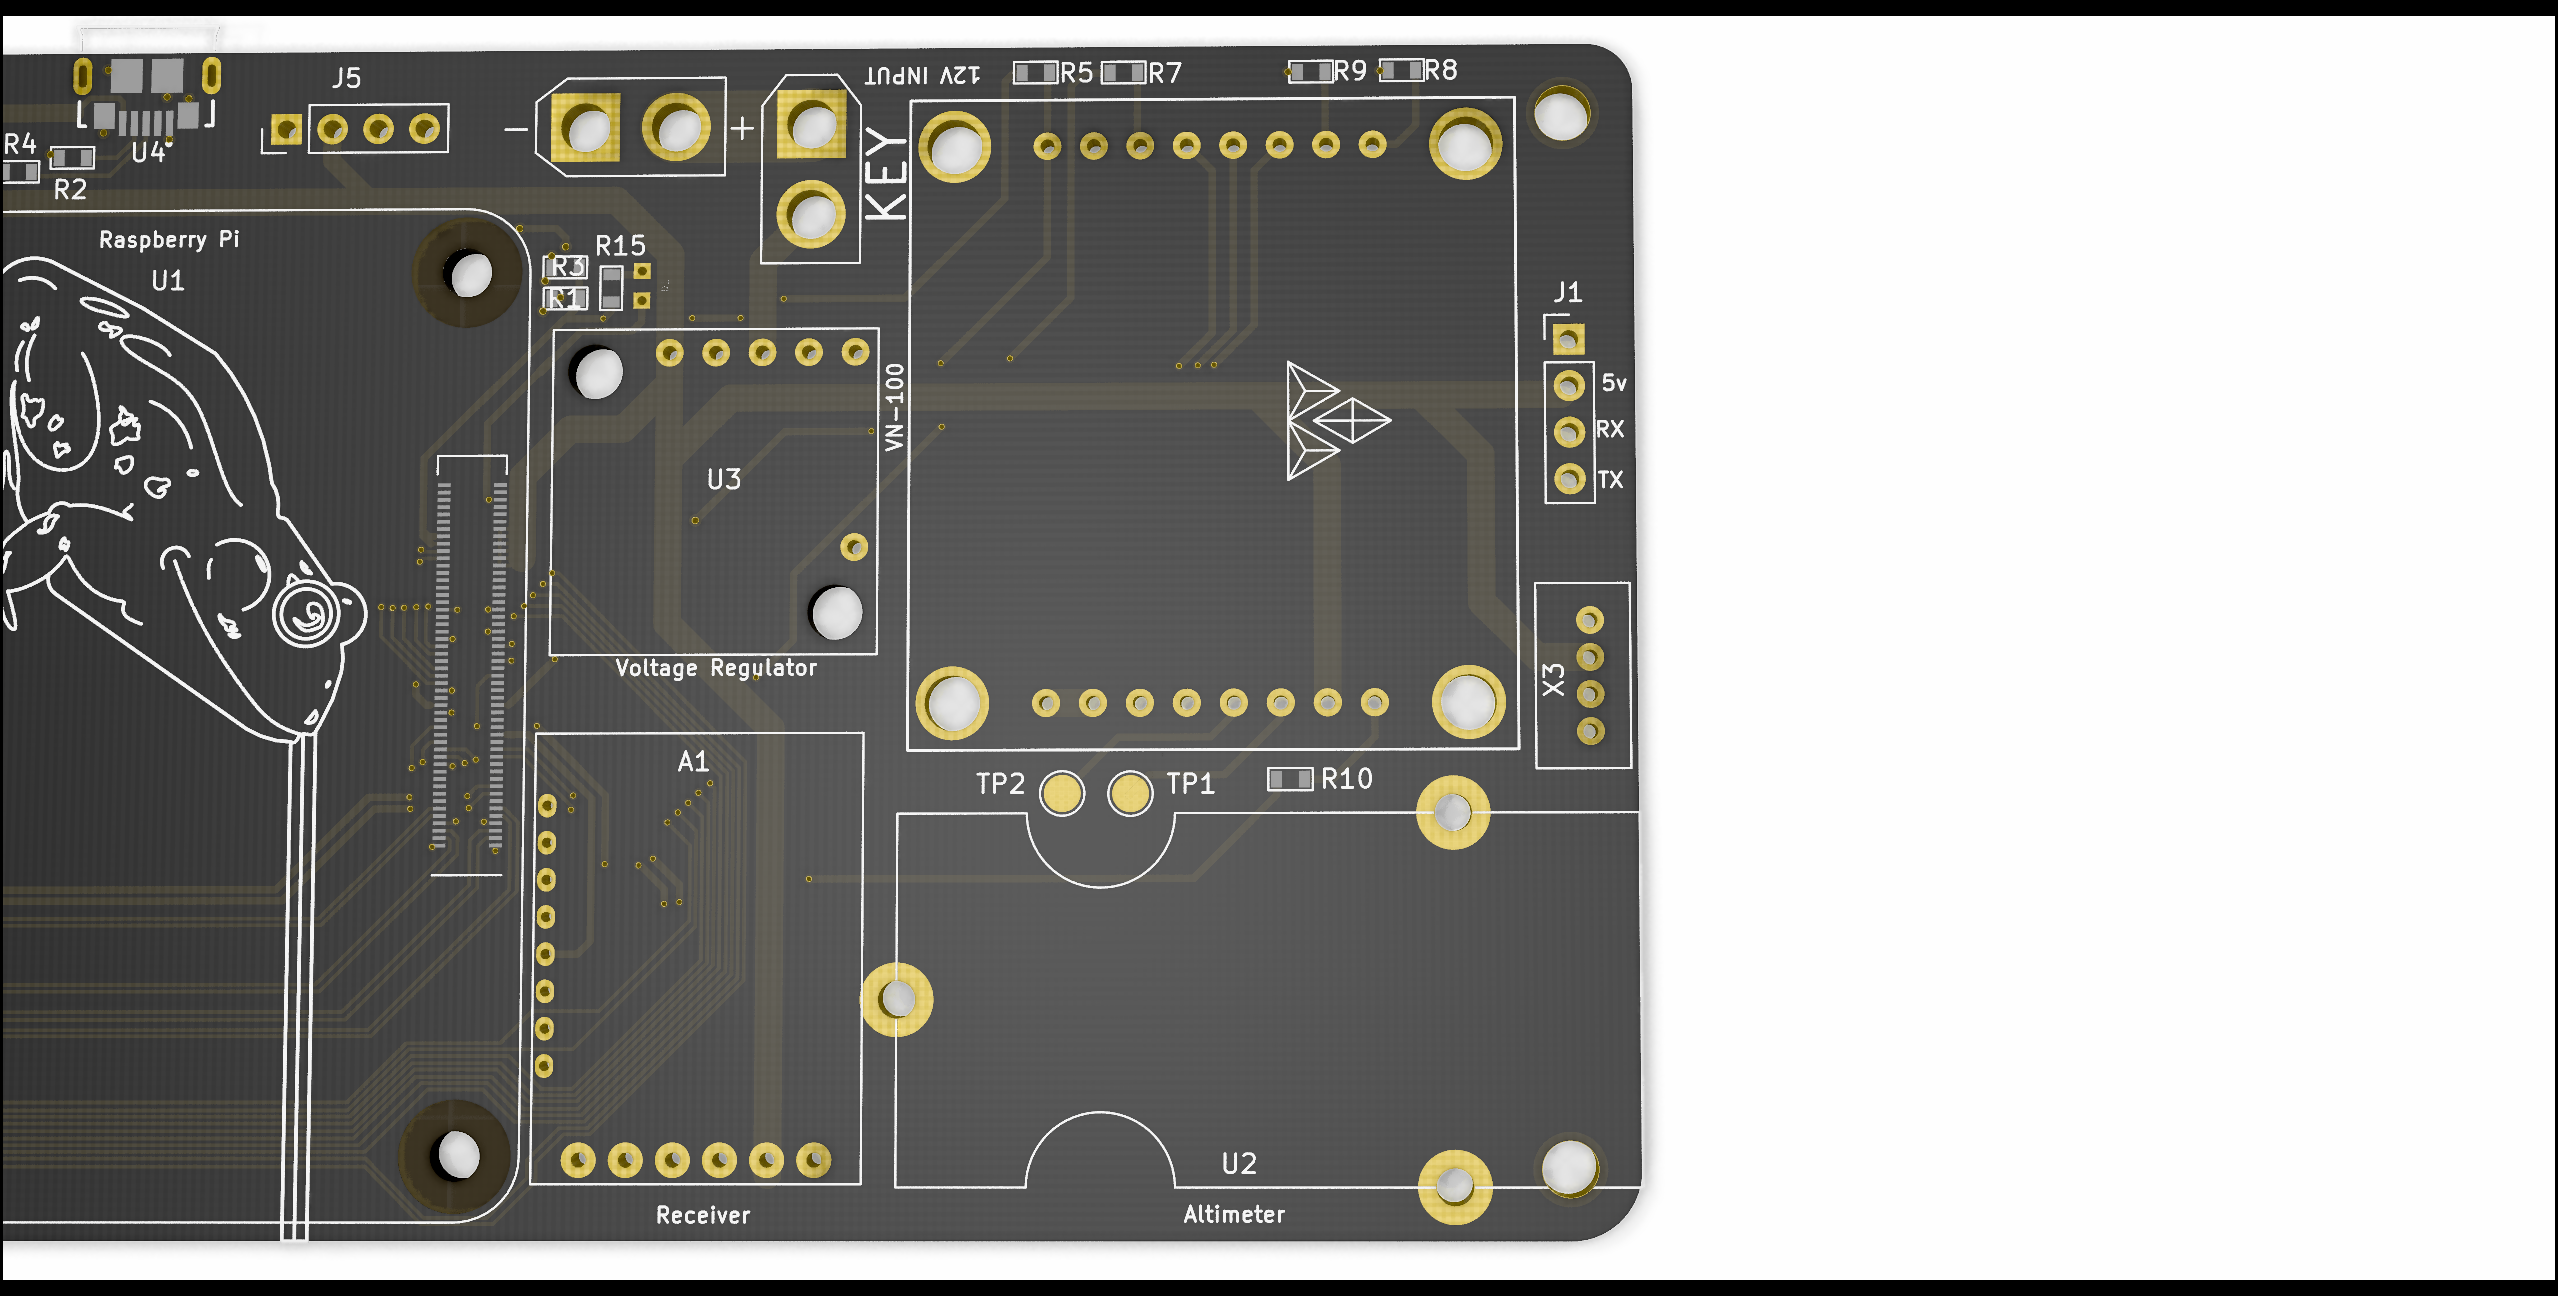 J5
12V INPUT
R5
R7
R9
R8
−
+
KEY
R4
U4
R2
Raspberry Pi
U1
R3
R1
R15
J1
5v
RX
TX
VN-100
U3
Voltage Regulator
X3
A1
TP2
TP1
R10
U2
Receiver
Altimeter